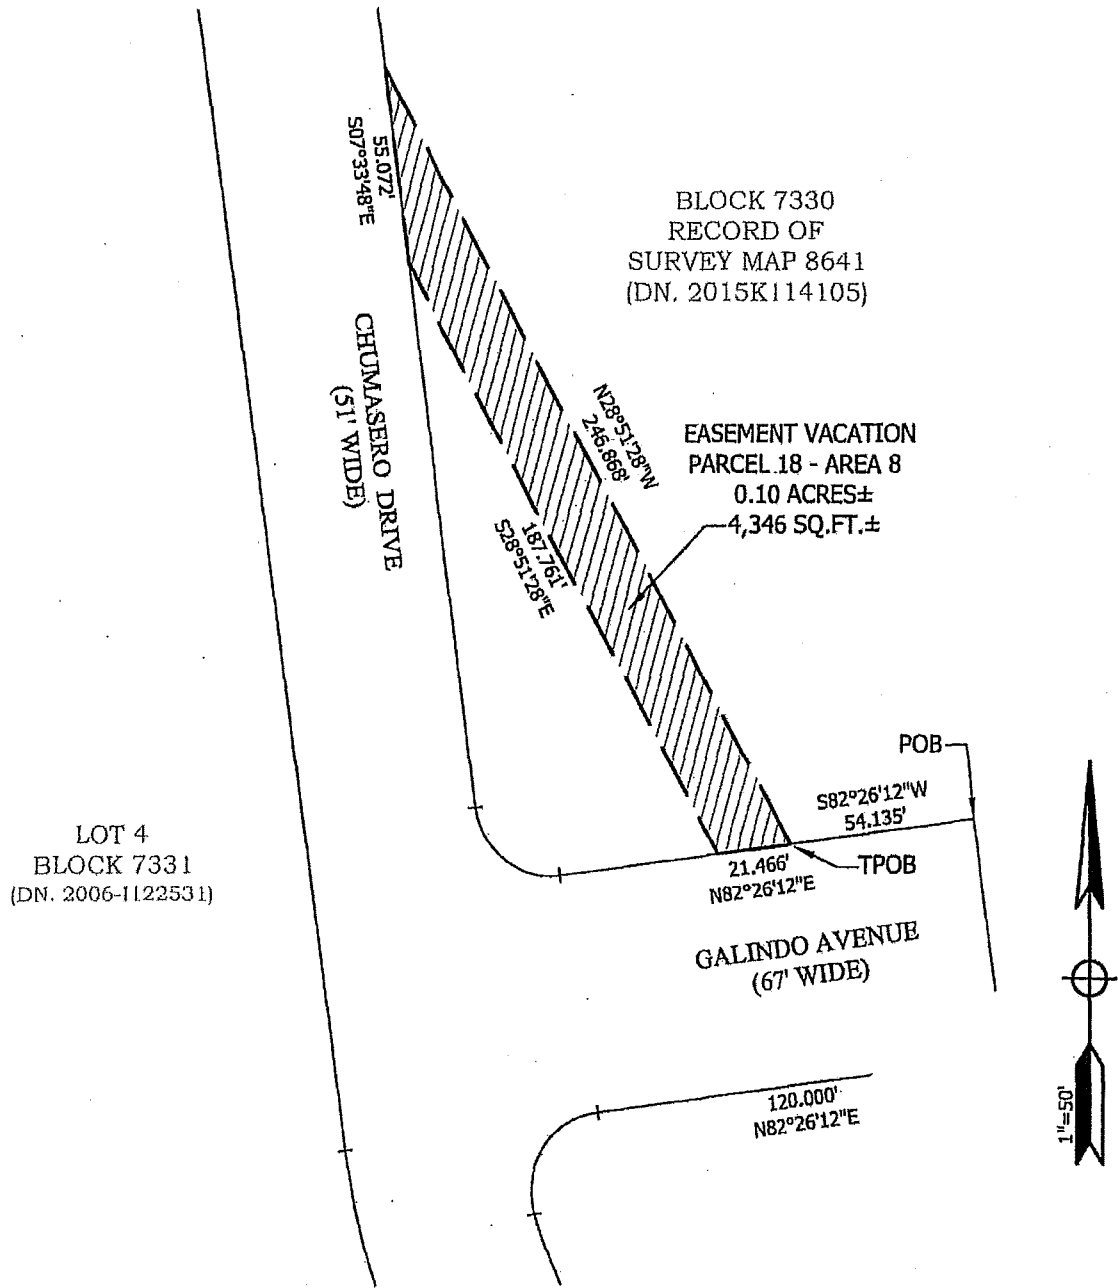 55.072'
S07°33'48"E
BLOCK 7330
RECORD OF
SURVEY MAP 8641
(DN. 2015K114105)
CHUMASERO DRIVE
(51' WIDE)
N28°51'28"W
246.868'
EASEMENT VACATION
PARCEL 18 - AREA 8
0.10 ACRES±
4,346 SQ.FT.±
187.761'
S28°51'28"E
POB
S82°26'12"W
54.135'
LOT 4
BLOCK 7331
(DN. 2006-I122531)
21.466'
N82°26'12"E
TPOB
GALINDO AVENUE
(67' WIDE)
120.000'
N82°26'12"E
1"=50'